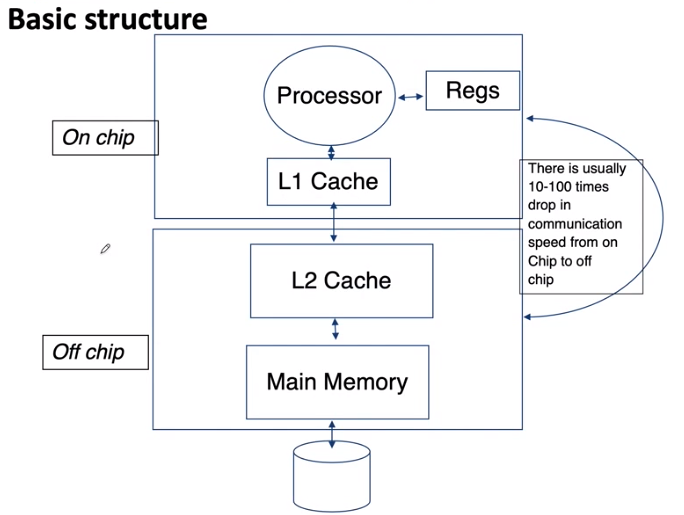 Basic structure
Processor
Regs
On chip
L1 Cache
There is usually
10-100 times
drop in
communication
speed from on
Chip to off
chip
L2 Cache
Off chip
Main Memory